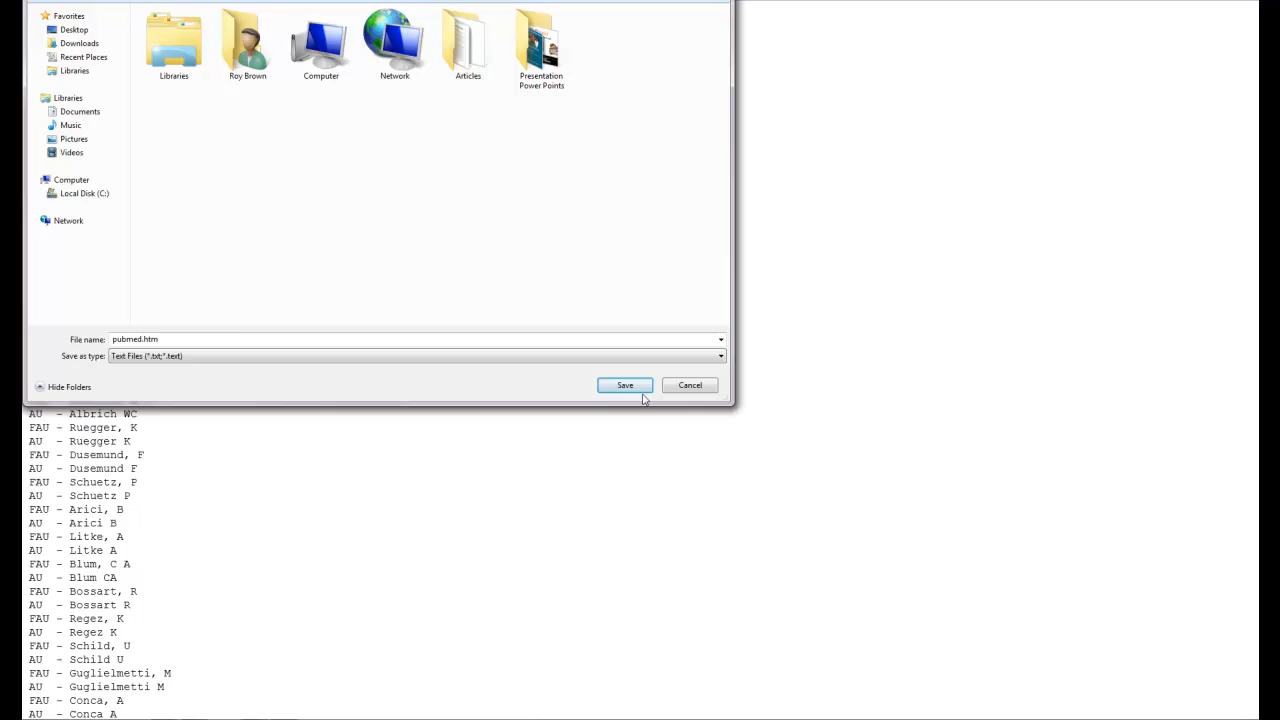 Favorites
Desktop
Downloads
Recent Places
Libraries
Libraries
Documents
Music
Pictures
Videos
Computer
Local Disk (C:)
Network
Libraries
Roy Brown
Computer
Network
Articles
Presentation
Power Points
File name: pubmed.htm
Save as type: Text Files (*.txt;*.text)
Hide Folders
Save
Cancel
AU  - Albrich WC
FAU - Ruegger, K
AU  - Ruegger K
FAU - Dusemund, F
AU  - Dusemund F
FAU - Schuetz, P
AU  - Schuetz P
FAU - Arici, B
AU  - Arici B
FAU - Litke, A
AU  - Litke A
FAU - Blum, C A
AU  - Blum CA
FAU - Bossart, R
AU  - Bossart R
FAU - Regez, K
AU  - Regez K
FAU - Schild, U
AU  - Schild U
FAU - Guglielmetti, M
AU  - Guglielmetti M
FAU - Conca, A
AU  - Conca A